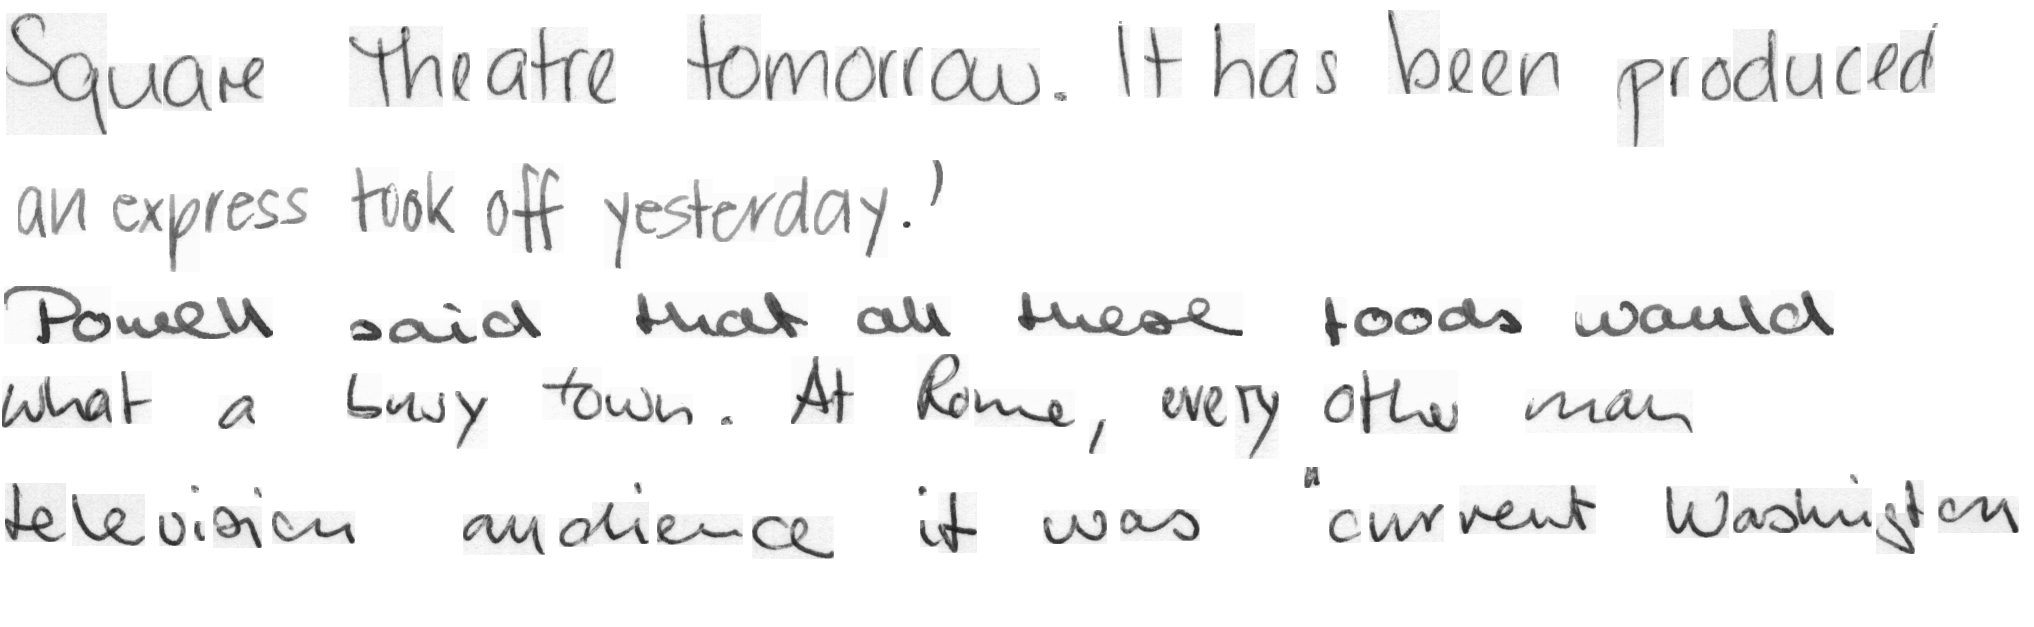 Square Theatre tomorrow. It has been produced
an express took off yesterday.'
Powell said that all these foods would
what a busy town. At Rome, every other man
television audience it was "current Washington